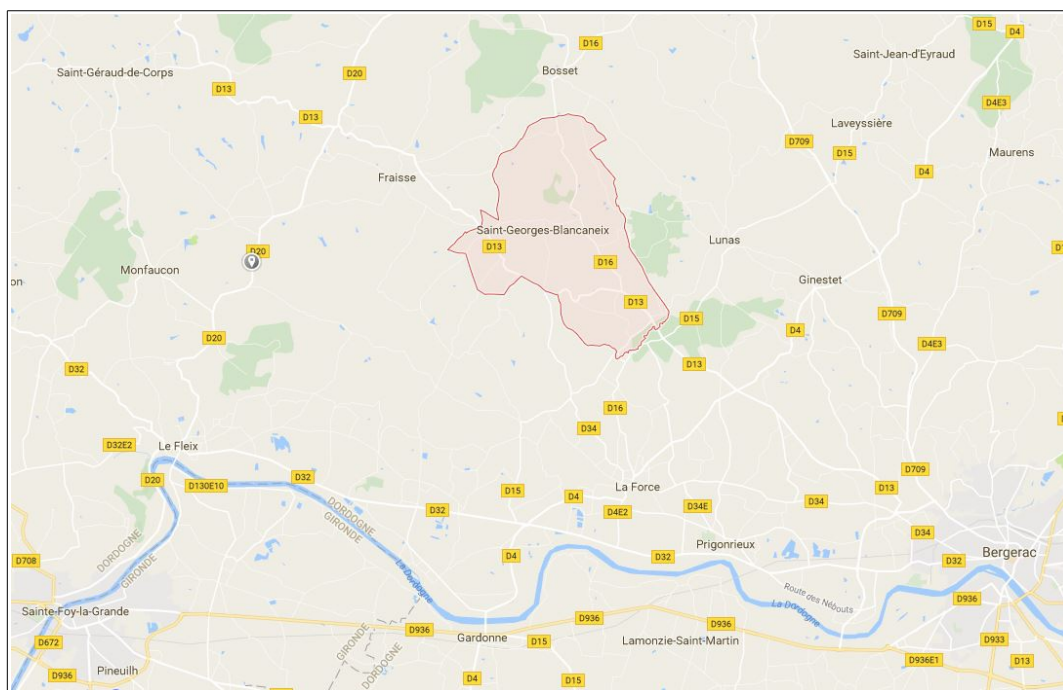 D16
D15
D4
Saint-Géraud-de-Corps
D20
Bosset
Saint-Jean-d'Eyraud
D13
D4E3
D13
Laveyssière
D709
D15
Maurens
Fraisse
D4
Saint-Georges-Blancaneix
Lunas
D20
D13
D16
Monfaucon
on
Ginestet
D13
D15
D709
D20
D4
D4E3
D32
D13
D16
D34
D32E2
Le Fleix
D20
D130E10
D32
D15
D4
La Force
D34E
D34
D13
D709
D32
D4E2
DORDOGNE
GIRONDE
D34
D4
Prigonrieux
D32
D32
Bergerac
D708
DORDOGNE
GIRONDE
La Dordogne
Route des Nébouts
La Dordogne
Sainte-Foy-la-Grande
D936
D936
D936
D936
D672
GIRONDE
DORDOGNE
Gardonne
D15
Lamonzie-Saint-Martin
D933
D936
Pineuilh
D4
D15
D936E1
D13